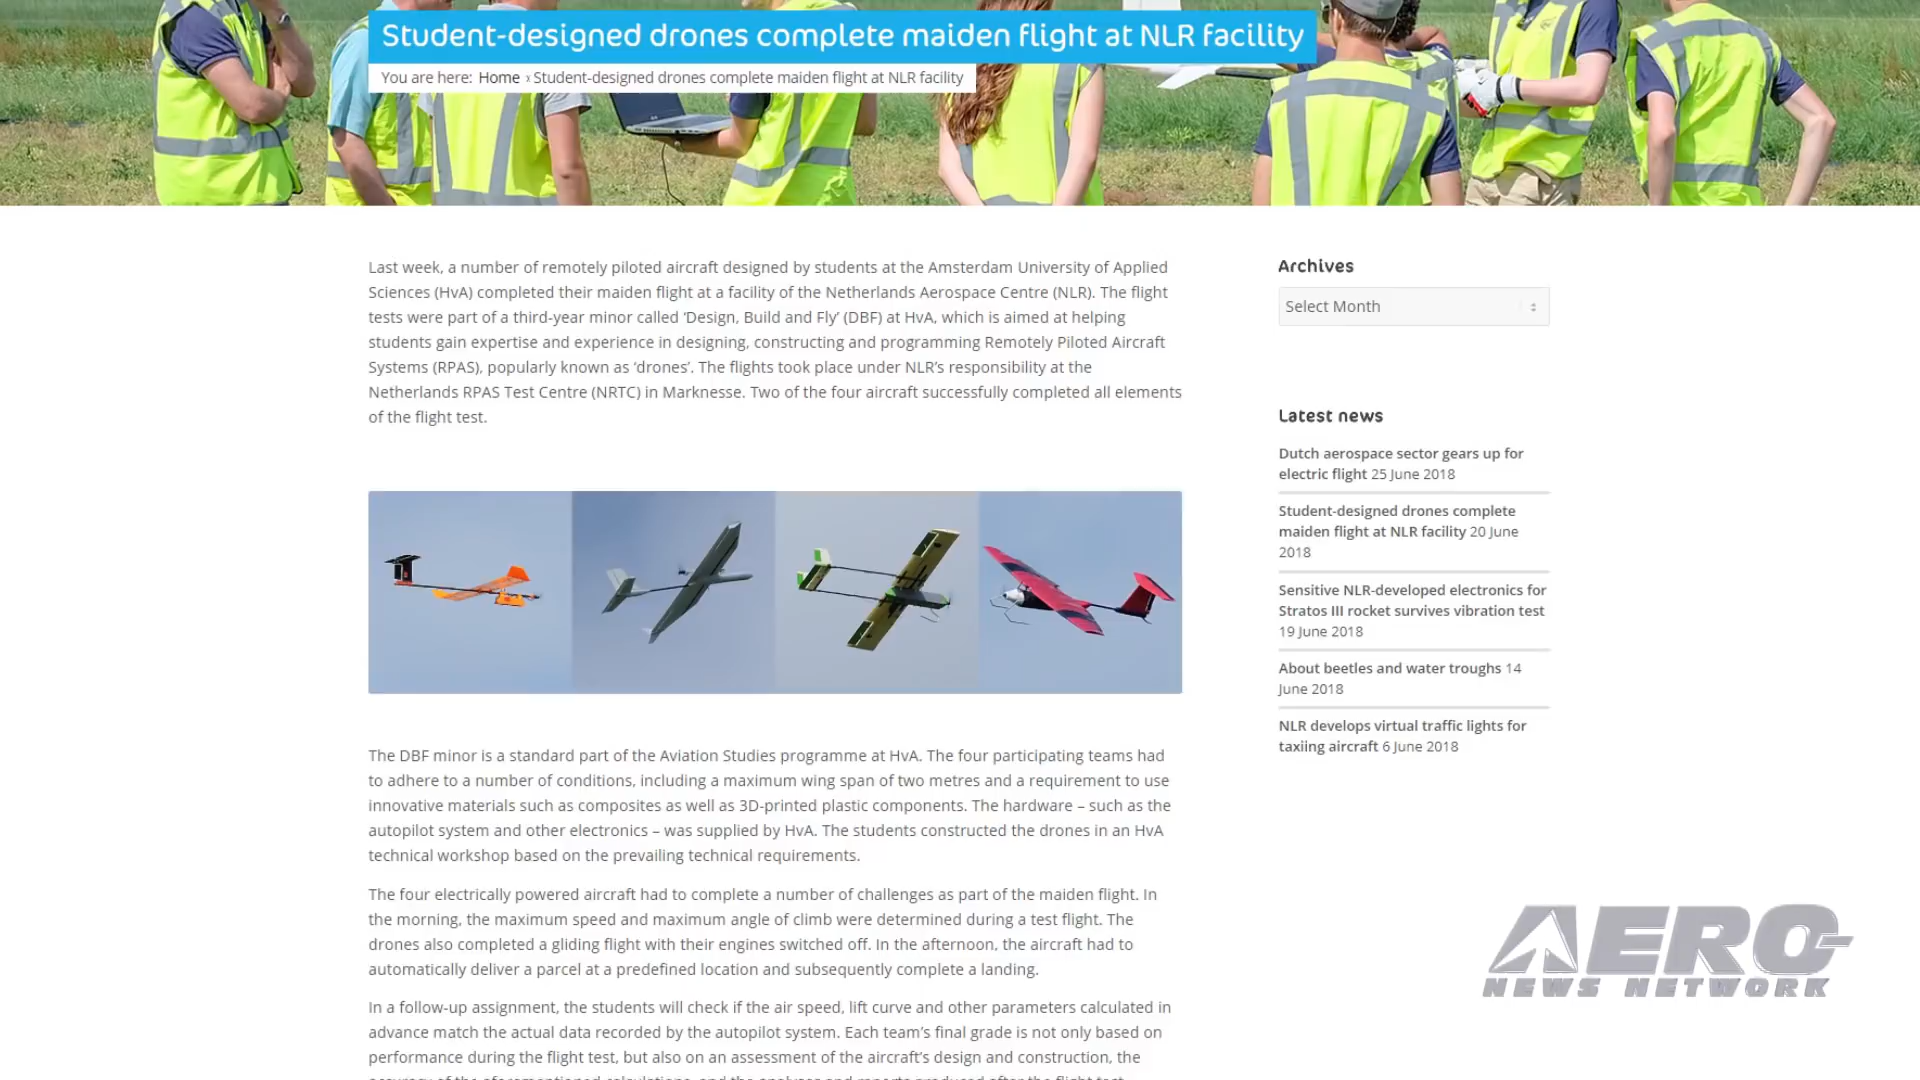 Student-designed drones complete maiden flight at NLR facility
You are here: Home › Student-designed drones complete maiden flight at NLR facility
Last week, a number of remotely piloted aircraft designed by students at the Amsterdam University of Applied
Sciences (HvA) completed their maiden flight at a facility of the Netherlands Aerospace Centre (NLR). The flight
tests were part of a third-year minor called ‘Design, Build and Fly’ (DBF) at HvA, which is aimed at helping
students gain expertise and experience in designing, constructing and programming Remotely Piloted Aircraft
Systems (RPAS), popularly known as ‘drones’. The flights took place under NLR’s responsibility at the
Netherlands RPAS Test Centre (NRTC) in Marknesse. Two of the four aircraft successfully completed all elements
of the flight test.
The DBF minor is a standard part of the Aviation Studies programme at HvA. The four participating teams had
to adhere to a number of conditions, including a maximum wing span of two metres and a requirement to use
innovative materials such as composites as well as 3D-printed plastic components. The hardware – such as the
autopilot system and other electronics – was supplied by HvA. The students constructed the drones in an HvA
technical workshop based on the prevailing technical requirements.
The four electrically powered aircraft had to complete a number of challenges as part of the maiden flight. In
the morning, the maximum speed and maximum angle of climb were determined during a test flight. The
drones also completed a gliding flight with their engines switched off. In the afternoon, the aircraft had to
automatically deliver a parcel at a predefined location and subsequently complete a landing.
In a follow-up assignment, the students will check if the air speed, lift curve and other parameters calculated in
advance match the actual data recorded by the autopilot system. Each team’s final grade is not only based on
performance during the flight test, but also on an assessment of the aircraft’s design and construction, the
Archives
Select Month
Latest news
Dutch aerospace sector gears up for
electric flight 25 June 2018
Student-designed drones complete
maiden flight at NLR facility 20 June
2018
Sensitive NLR-developed electronics for
Stratos III rocket survives vibration test
19 June 2018
About beetles and water troughs 14
June 2018
NLR develops virtual traffic lights for
taxiing aircraft 6 June 2018
AERO-
NEWS NETWORK